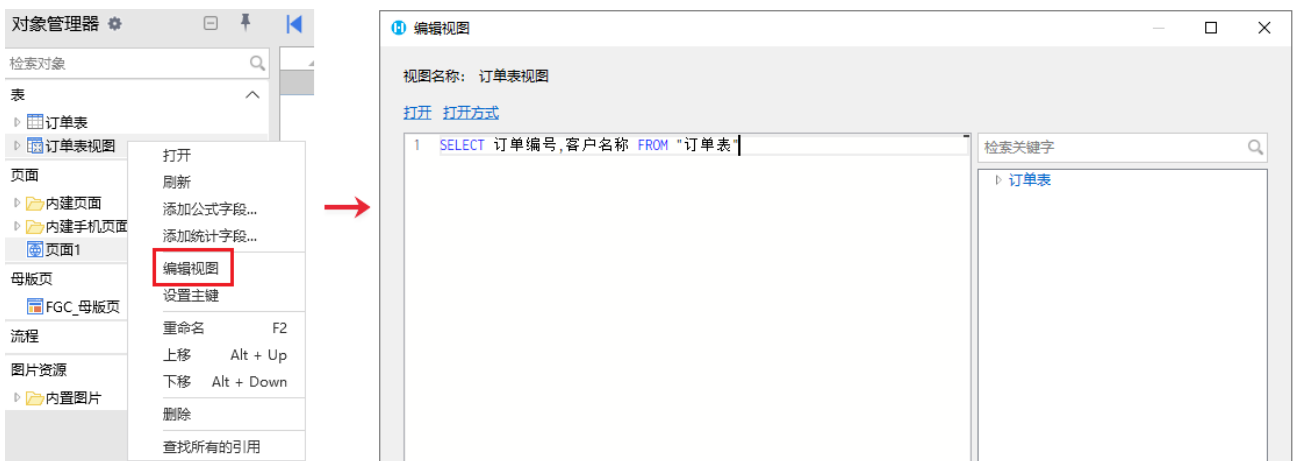 对象管理器
检索对象
表
订单表
订单表视图
页面
内建页面
内建手机页面
页面1
母版页
FGC_母版页
流程
图片资源
内置图片
打开
刷新
添加公式字段...
添加统计字段...
编辑视图
设置主键
重命名 F2
上移 Alt + Up
下移 Alt + Down
删除
查找所有的引用
编辑视图
视图名称： 订单表视图
打开 打开方式
1 SELECT 订单编号,客户名称 FROM "订单表"
检索关键字
订单表